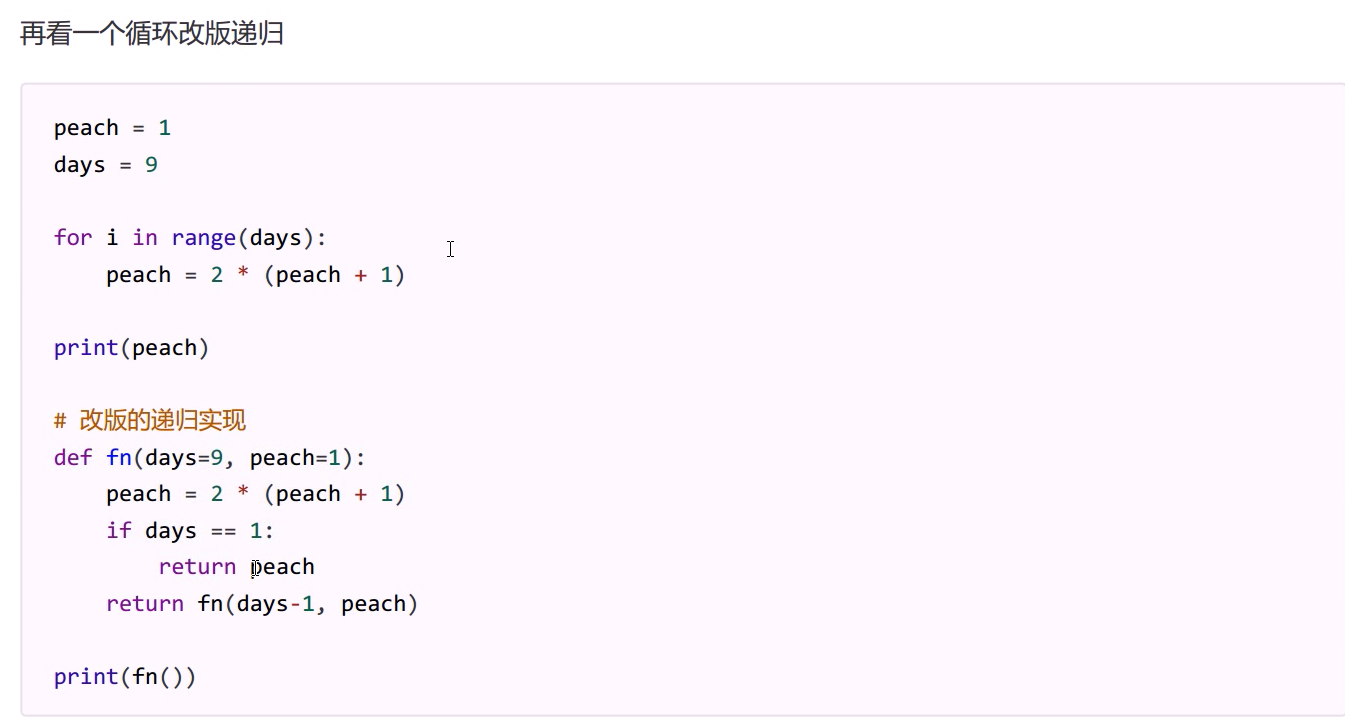 再看一个循环改版递归
peach = 1
days = 9
for i in range(days):
    peach = 2 * (peach + 1)
print(peach)
# 改版的递归实现
def fn(days=9, peach=1):
    peach = 2 * (peach + 1)
    if days == 1:
        return peach
    return fn(days-1, peach)
print(fn())